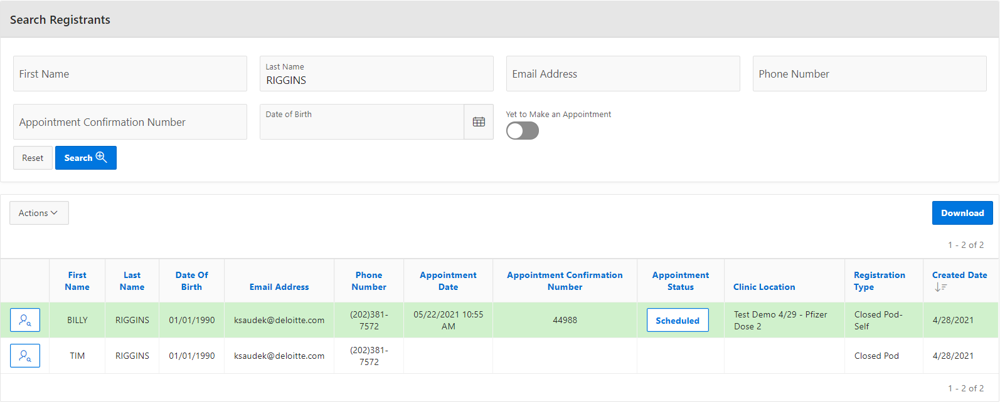 Search Registrants
First Name
Last Name
RIGGINS
Email Address
Phone Number
Appointment Confirmation Number
Date of Birth
Yet to Make an Appointment
Reset
Search
Actions
Download
1 - 2 of 2
First Name
Last Name
Date Of Birth
Email Address
Phone Number
Appointment Date
Appointment Confirmation Number
Appointment Status
Clinic Location
Registration Type
Created Date
BILLY
RIGGINS
01/01/1990
ksaudek@deloitte.com
(202)381-
7572
05/22/2021 10:55
AM
44988
Scheduled
Test Demo 4/29 - Pfizer
Dose 2
Closed Pod-
Self
4/28/2021
TIM
RIGGINS
01/01/1990
ksaudek@deloitte.com
(202)381-
7572
Closed Pod
4/28/2021
1 - 2 of 2